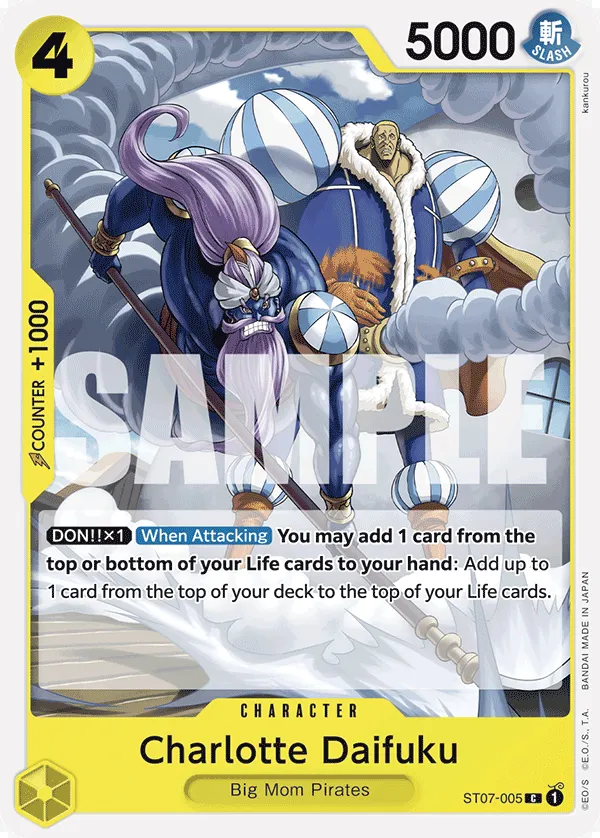 4
5000
斬
SLASH
kankurou
COUNTER +1000
SAMPLE
DON!!×1 When Attacking You may add 1 card from the
top or bottom of your Life cards to your hand: Add up to
1 card from the top of your deck to the top of your Life cards.
CHARACTER
Charlotte Daifuku
Big Mom Pirates
ST07-005 C 1
©EO/S ©E.O./S., T.A. BANDAI MADE IN JAPAN